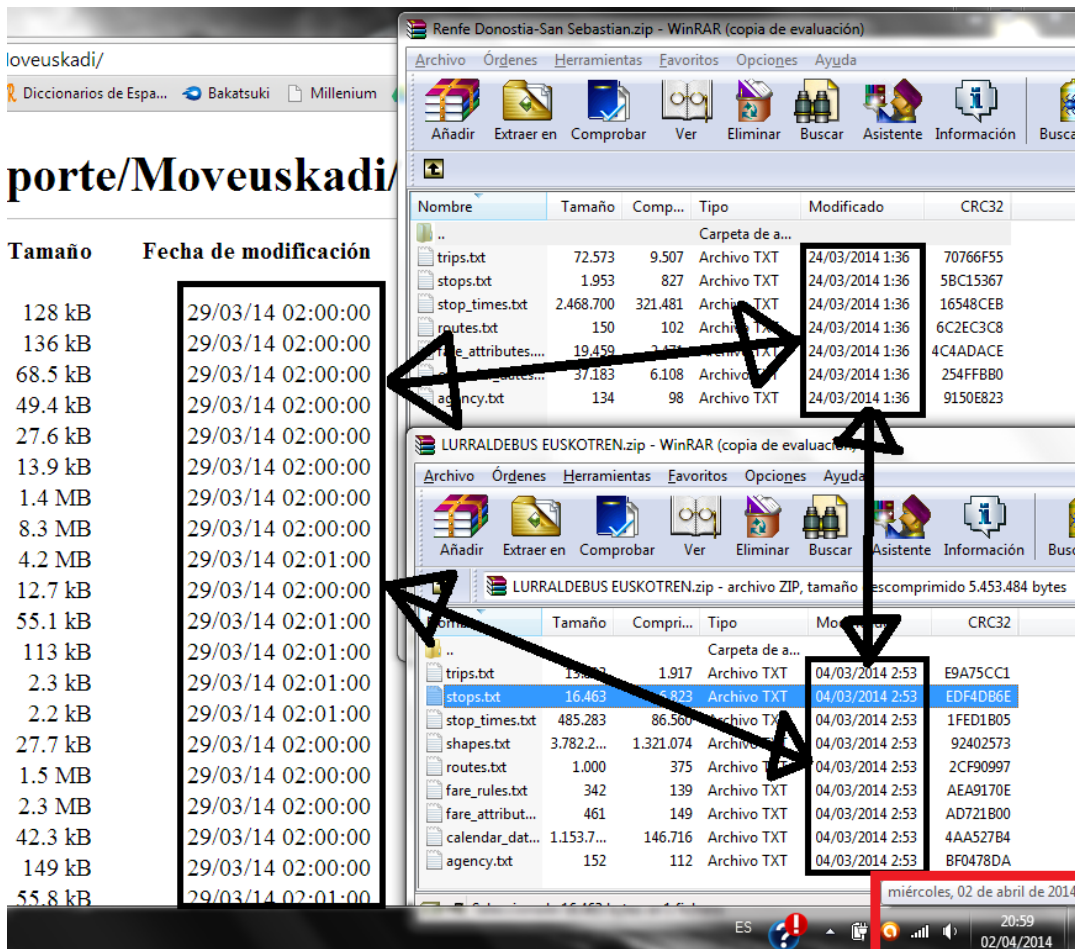 loveuskadi/
Diccionarios de Espa... Bakatsuki Millenium
porte/Moveuskadi/
Tamaño Fecha de modificación
128 kB 29/03/14 02:00:00
136 kB 29/03/14 02:00:00
68.5 kB 29/03/14 02:00:00
49.4 kB 29/03/14 02:00:00
27.6 kB 29/03/14 02:00:00
13.9 kB 29/03/14 02:00:00
1.4 MB 29/03/14 02:00:00
8.3 MB 29/03/14 02:00:00
4.2 MB 29/03/14 02:01:00
12.7 kB 29/03/14 02:00:00
55.1 kB 29/03/14 02:01:00
113 kB 29/03/14 02:01:00
2.3 kB 29/03/14 02:01:00
2.2 kB 29/03/14 02:01:00
27.7 kB 29/03/14 02:00:00
1.5 MB 29/03/14 02:00:00
2.3 MB 29/03/14 02:00:00
42.3 kB 29/03/14 02:00:00
149 kB 29/03/14 02:00:00
55.8 kB 29/03/14 02:01:00
Renfe Donostia-San Sebastian.zip - WinRAR (copia de evaluación)
Archivo Órdenes Herramientas Favoritos Opciones Ayuda
Añadir Extraer en Comprobar Ver Eliminar Buscar Asistente Información Busca
Nombre Tamaño Comp... Tipo Modificado CRC32
.. Carpeta de a...
trips.txt 72.573 9.507 Archivo TXT 24/03/2014 1:36 70766F55
stops.txt 1.953 827 Archivo TXT 24/03/2014 1:36 5BC15367
stop_times.txt 2.468.700 321.481 Archivo TXT 24/03/2014 1:36 16548CEB
routes.txt 150 102 Archivo TXT 24/03/2014 1:36 6C2EC3C8
fare_attributes.... 19.459 Archivo TXT 24/03/2014 1:36 4C4ADACE
37.183 6.108 Archivo TXT 24/03/2014 1:36 254FFBB0
agency.txt 134 98 Archivo TXT 24/03/2014 1:36 9150E823
LURRALDEBUS EUSKOTREN.zip - WinRAR (copia de evaluación)
Archivo Órdenes Herramientas Favoritos Opciones Ayuda
Añadir Extraer en Comprobar Ver Eliminar Buscar Asistente Información Busc
LURRALDEBUS EUSKOTREN.zip - archivo ZIP, tamaño descomprimido 5.453.484 bytes
Nombre Tamaño Compri... Tipo CRC32
.. Carpeta de a...
trips.txt 1.917 Archivo TXT 04/03/2014 2:53 E9A75CC1
stops.txt 16.463 6.823 Archivo TXT 04/03/2014 2:53 EDF4DB6E
stop_times.txt 485.283 86.560 Archivo TXT 04/03/2014 2:53 1FED1B05
shapes.txt 3.782.2... 1.321.074 Archivo TXT 04/03/2014 2:53 92402573
routes.txt 1.000 375 Archivo TXT 04/03/2014 2:53 2CF90997
fare_rules.txt 342 139 Archivo TXT 04/03/2014 2:53 AEA9170E
fare_attribut... 461 149 Archivo TXT 04/03/2014 2:53 AD721B00
calendar_dat... 1.153.7... 146.716 Archivo TXT 04/03/2014 2:53 4AA527B4
agency.txt 152 112 Archivo TXT 04/03/2014 2:53 BF0478DA
miércoles, 02 de abril de 2014
ES 20:59
02/04/2014